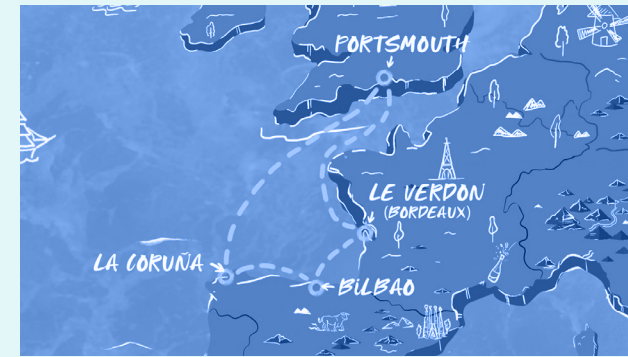 PORTSMOUTH
LE VERDON
(BORDEAUX)
LA CORUÑA
BILBAO